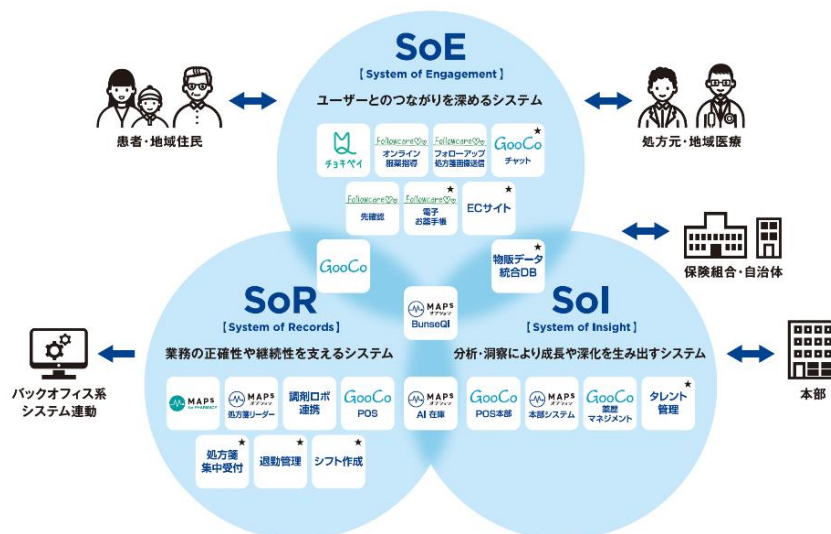 SoE
【System of Engagement】
ユーザーとのつながりを深めるシステム
患者・地域住民
処方元・地域医療
チョキペイ
Followcare
オンライン
服薬指導
Followcare
フォローアップ
処方箋画像送信
★
GooCo
チャット
Followcare
先確認
★
Followcare
電子
お薬手帳
★
ECサイト
GooCo
★
物販データ
統合DB
保険組合・自治体
SoR
【System of Records】
業務の正確性や継続性を支えるシステム
MAPS
オプション
BunseQI
SoI
【System of Insight】
分析・洞察により成長や深化を生み出すシステム
バックオフィス系
システム連動
本部
MAPS
for PHARMACY
MAPS
オプション
処方箋リーダー
調剤ロボ
連携
GooCo
POS
MAPS
オプション
AI 在庫
GooCo
POS本部
MAPS
オプション
本部システム
GooCo
薬歴
マネジメント
★
タレント
管理
★
処方箋
集中受付
★
退勤管理
★
シフト作成